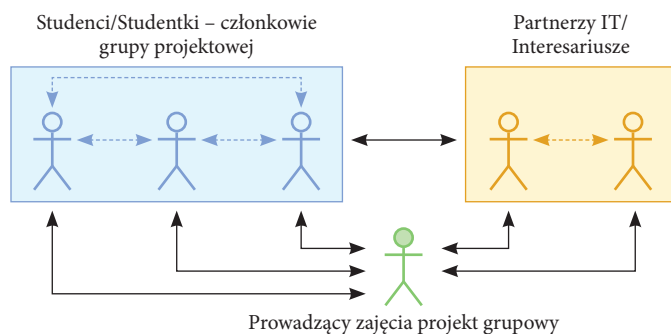 Studenci/Studentki – członkowie
grupy projektowej
Partnerzy IT/
Interesariusze
Prowadzący zajęcia projekt grupowy